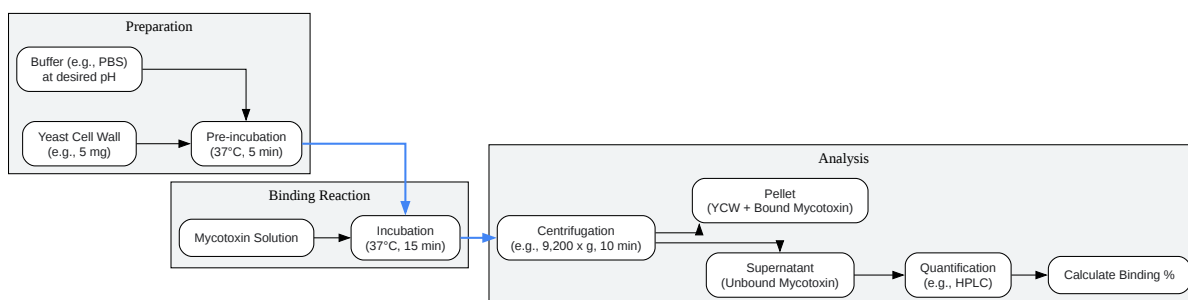 Preparation
Buffer (e.g., PBS)
at desired pH
Yeast Cell Wall
(e.g., 5 mg)
Pre-incubation
(37°C, 5 min)
Binding Reaction
Mycotoxin Solution
Incubation
(37°C, 15 min)
Analysis
Centrifugation
(e.g., 9,200 x g, 10 min)
Pellet
(YCW + Bound Mycotoxin)
Supernatant
(Unbound Mycotoxin)
Quantification
(e.g., HPLC)
Calculate Binding %